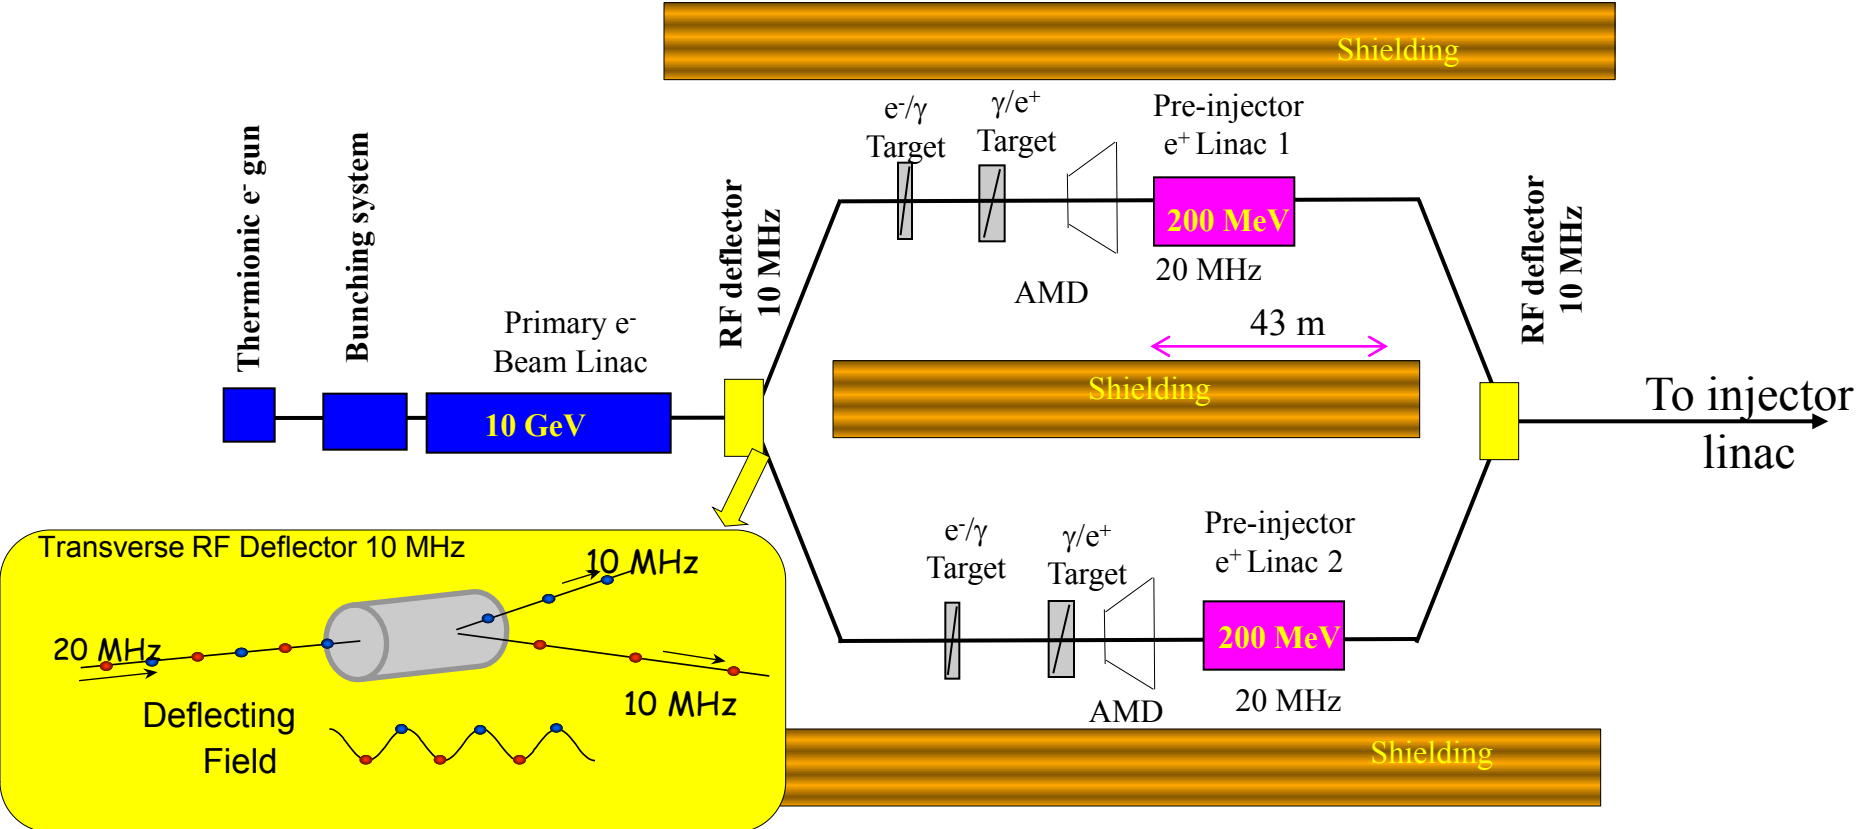 Shielding
e⁻/γ
Target
γ/e⁺
Target
Pre-injector
e⁺ Linac 1
Thermionic e⁻ gun
Bunching system
Primary e⁻
Beam Linac
RF deflector
10 MHz
200 MeV
20 MHz
AMD
RF deflector
10 MHz
43 m
10 GeV
Shielding
To injector
linac
Transverse RF Deflector 10 MHz
10 MHz
20 MHz
10 MHz
Deflecting
Field
e⁻/γ
Target
γ/e⁺
Target
Pre-injector
e⁺ Linac 2
200 MeV
20 MHz
AMD
Shielding